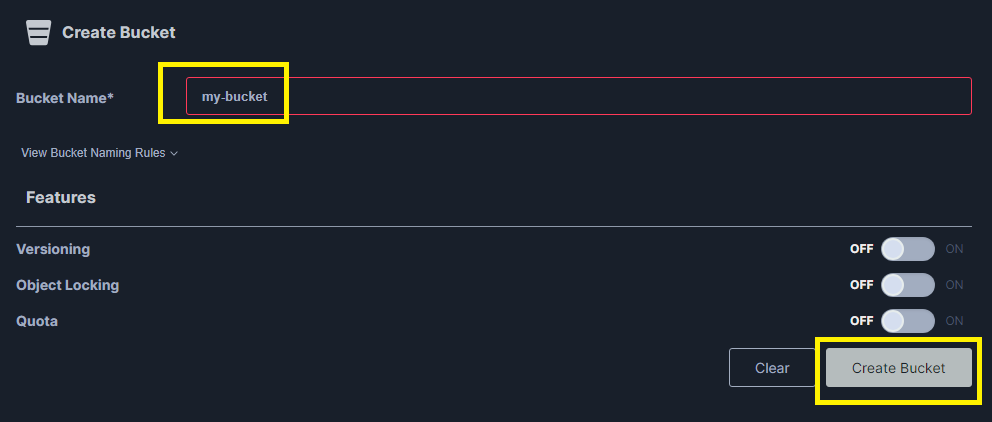 Create Bucket
Bucket Name*
my-bucket
View Bucket Naming Rules
Features
Versioning
OFF ON
Object Locking
OFF ON
Quota
OFF ON
Clear
Create Bucket